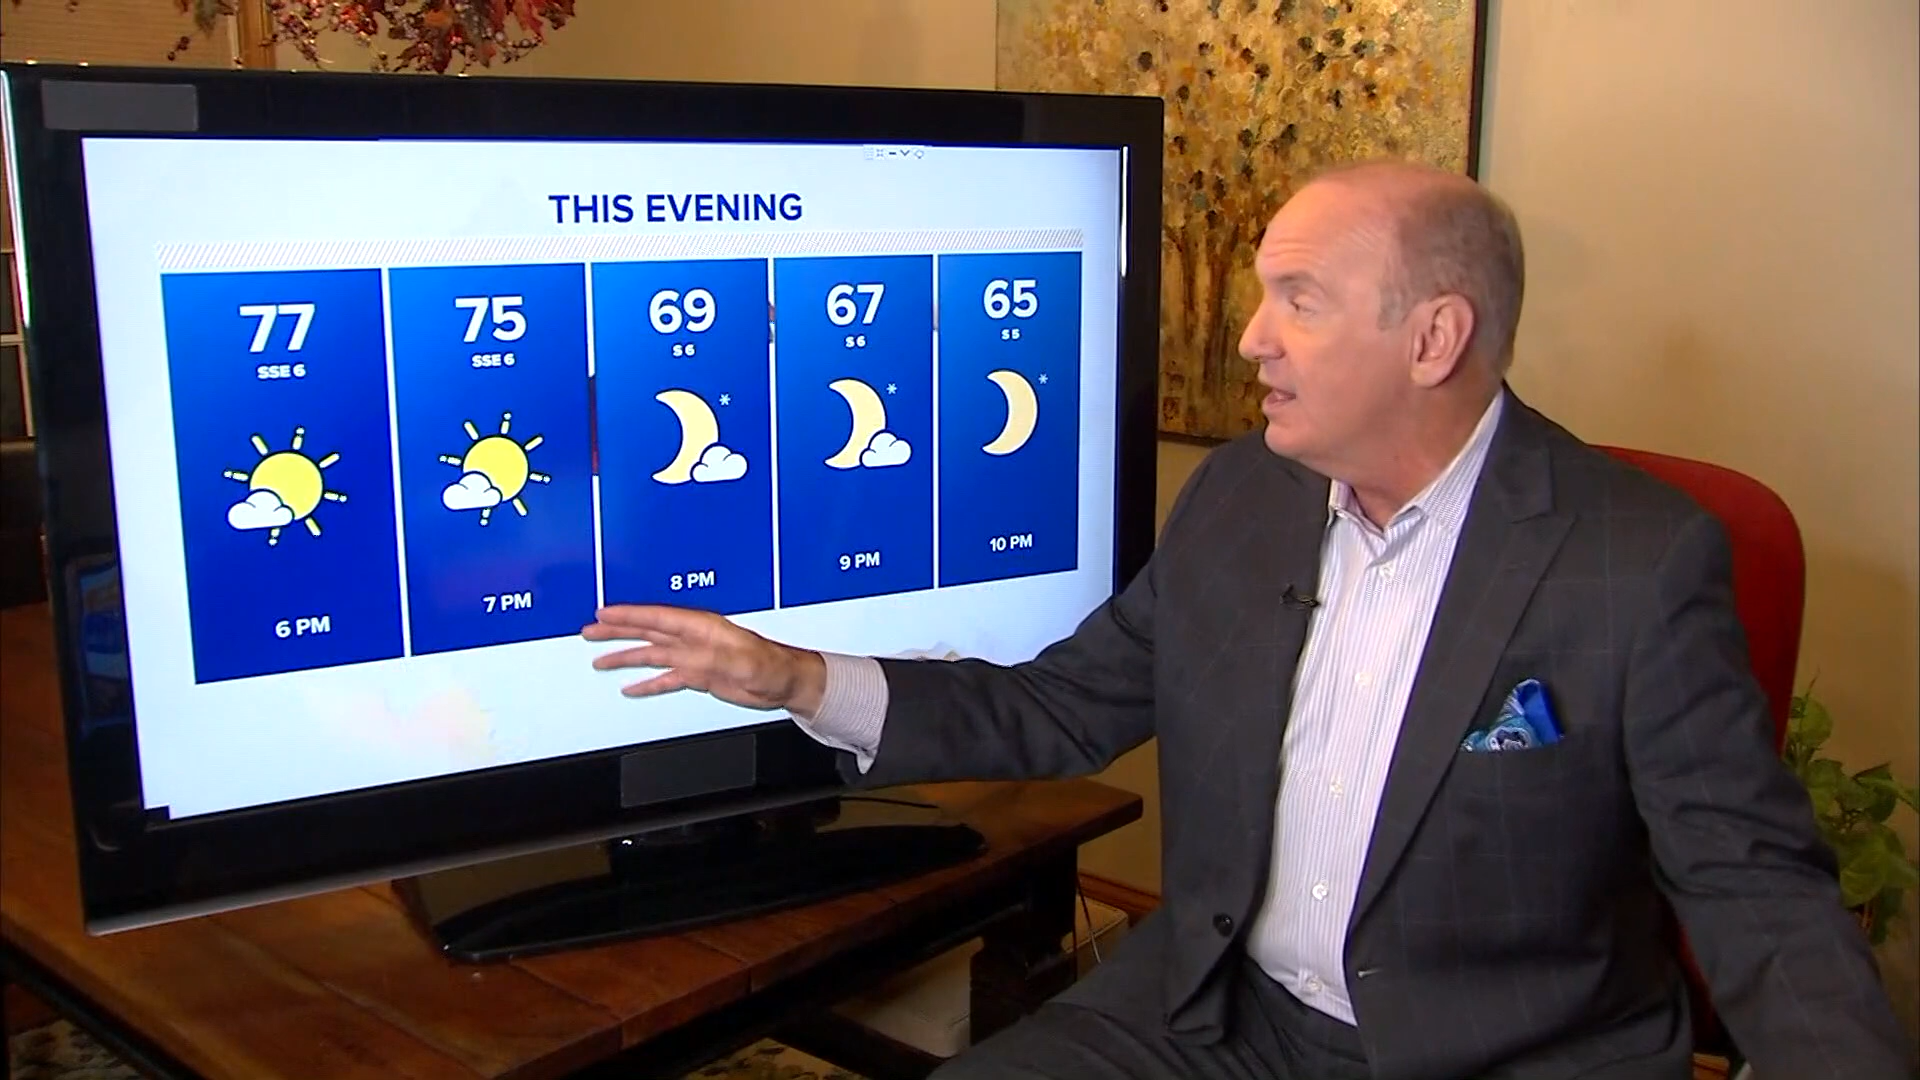 THIS EVENING
77
SSE 6
6 PM
75
SSE 6
7 PM
69
S 6
8 PM
67
S 6
9 PM
65
S 5
10 PM